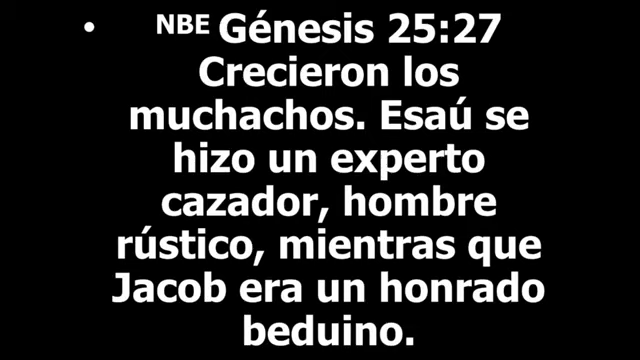 • NBE Génesis 25:27
Crecieron los
muchachos. Esaú se
hizo un experto
cazador, hombre
rústico, mientras que
Jacob era un honrado
beduino.